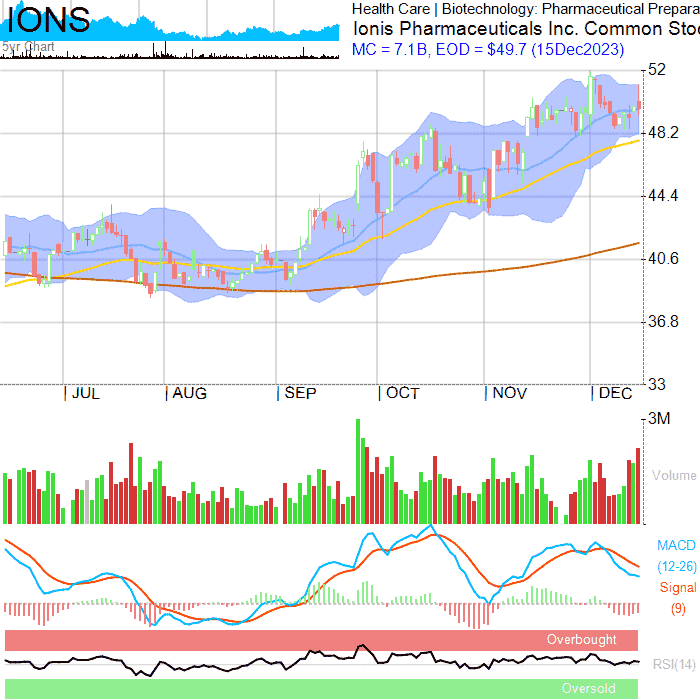 IONS
5yr Chart
Health Care | Biotechnology: Pharmaceutical Prepara
Ionis Pharmaceuticals Inc. Common Sto
MC = 7.1B, EOD = $49.7 (15Dec2023)
52
48.2
44.4
40.6
36.8
33
JUL AUG SEP OCT NOV DEC
3M
Volume
MACD
(12-26)
Signal
(9)
Overbought
RSI(14)
Oversold